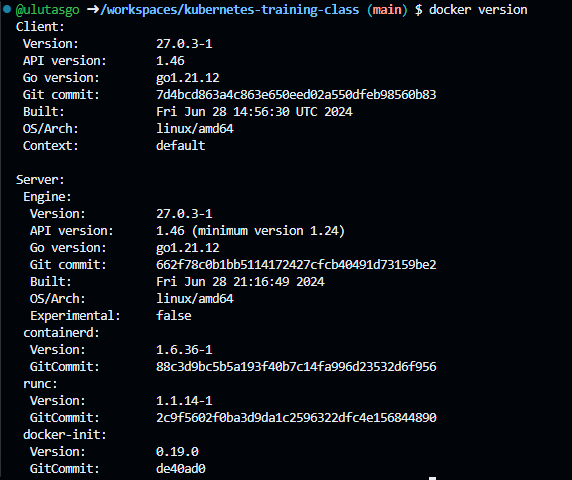 @ulutasgo ➜/workspaces/kubernetes-training-class (main) $ docker version
Client:
 Version:           27.0.3-1
 API version:       1.46
 Go version:        go1.21.12
 Git commit:        7d4bcd863a4c863e650eed02a550dfeb98560b83
 Built:             Fri Jun 28 14:56:30 UTC 2024
 OS/Arch:           linux/amd64
 Context:           default

Server:
 Engine:
  Version:          27.0.3-1
  API version:      1.46 (minimum version 1.24)
  Go version:       go1.21.12
  Git commit:       662f78c0b1bb5114172427cfcb40491d73159be2
  Built:            Fri Jun 28 21:16:49 2024
  OS/Arch:          linux/amd64
  Experimental:     false
 containerd:
  Version:          1.6.36-1
  GitCommit:        88c3d9bc5b5a193f40b7c14fa996d23532d6f956
 runc:
  Version:          1.1.14-1
  GitCommit:        2c9f5602f0ba3d9da1c2596322dfc4e156844890
 docker-init:
  Version:          0.19.0
  GitCommit:        de40ad0